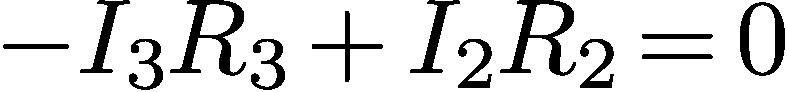 −I₃R₃ + I₂R₂ = 0